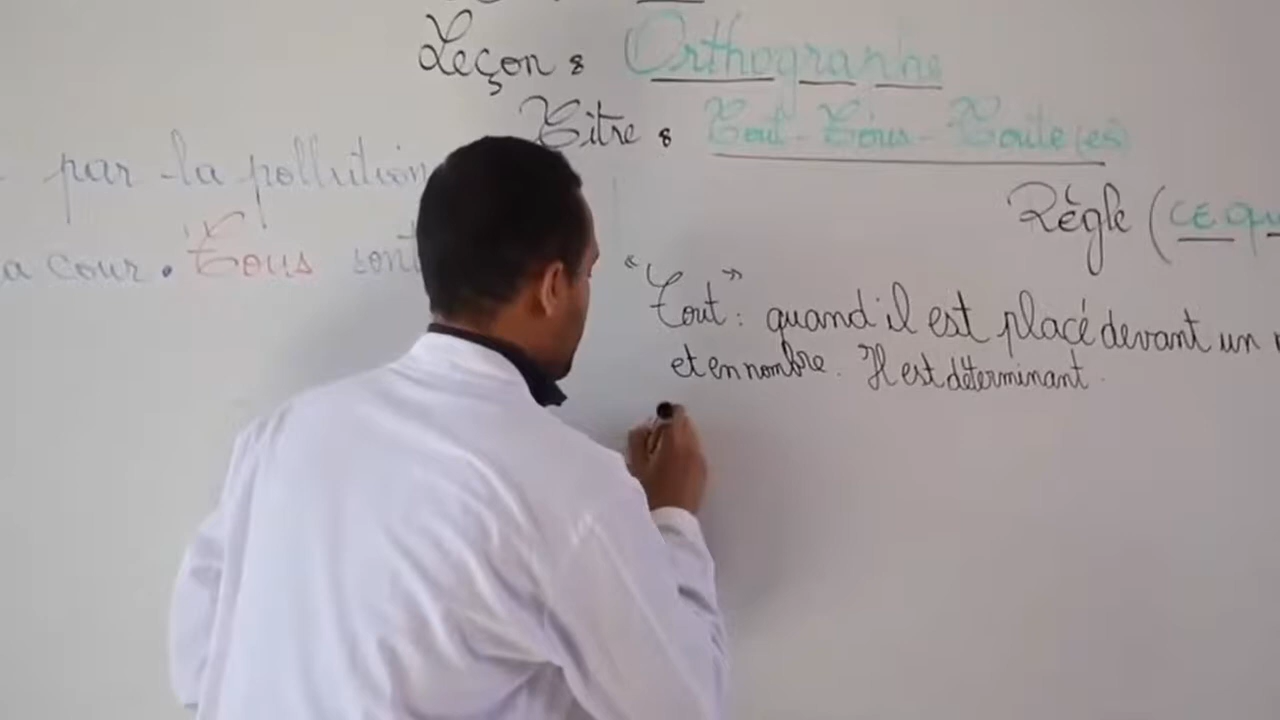 Leçon : Orthographe
Titre : Tout - Tous - Toute(es)
par la pollution
a cour. Tous sont
Règle (CE QU
"Tout": quand il est placé devant un
et en nombre. Il est déterminant.